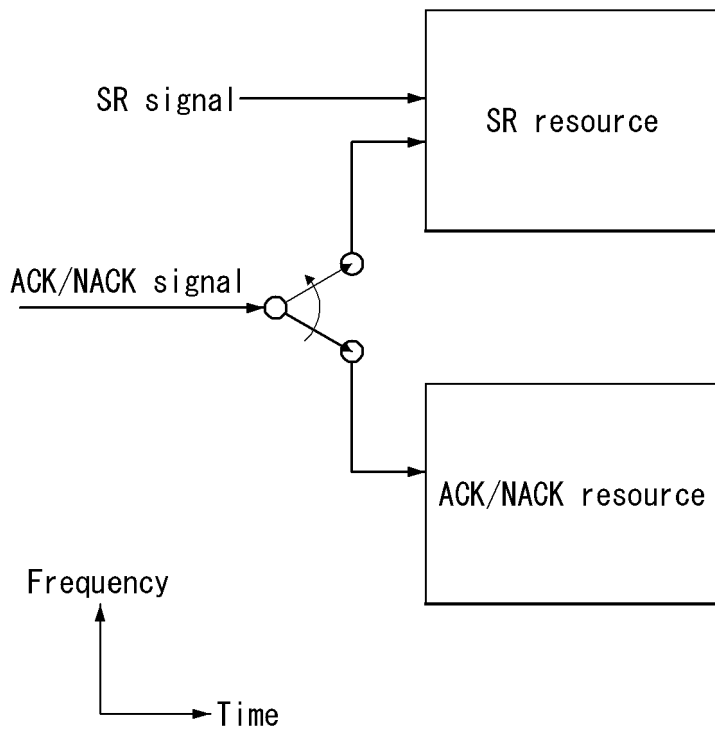 SR signal
SR resource
ACK/NACK signal
ACK/NACK resource
Frequency
Time